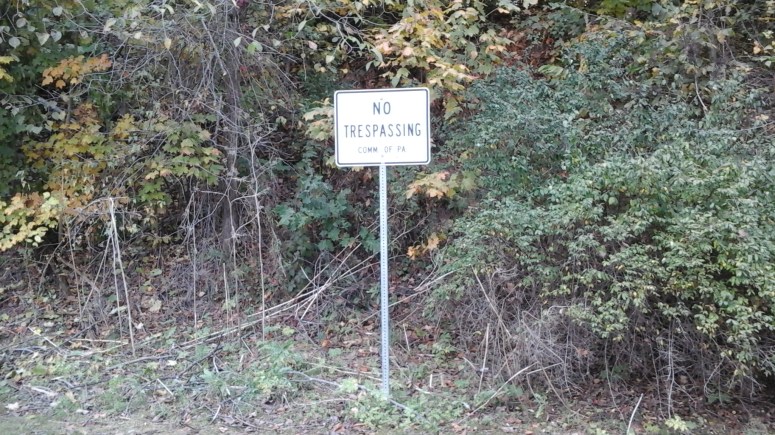 NO
TRESPASSING
COMM. OF PA.